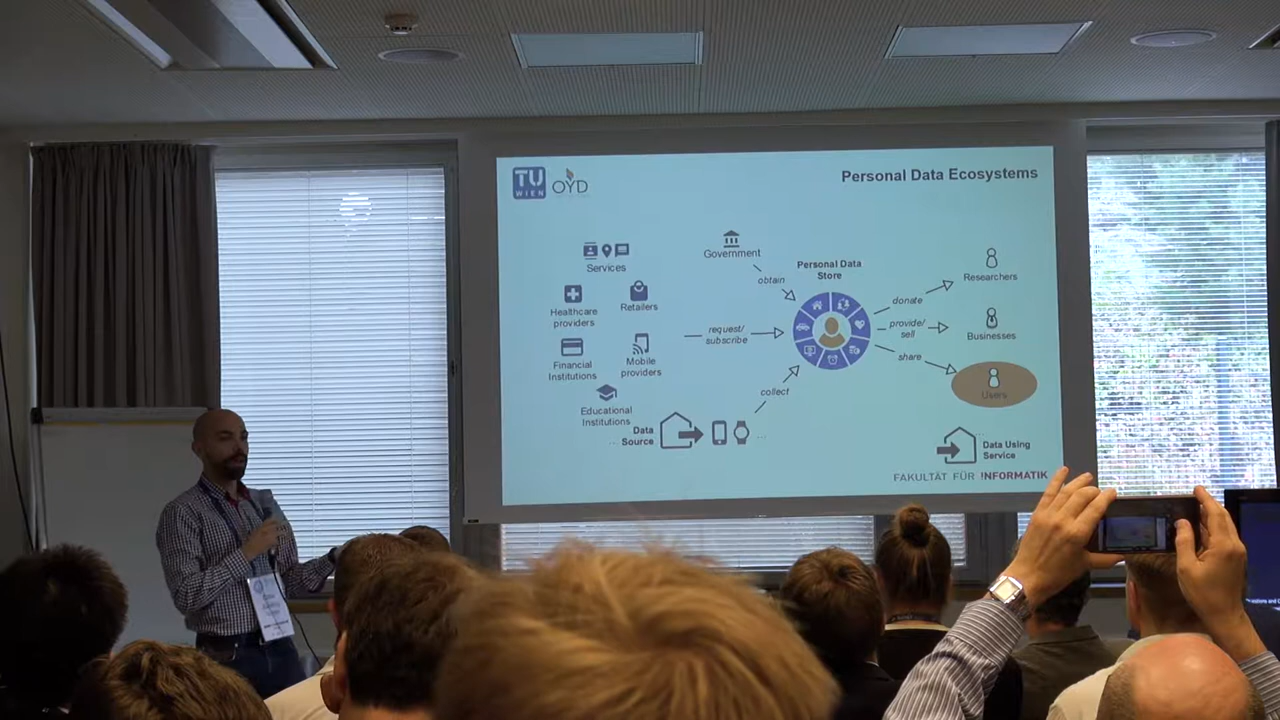 TU
WIEN
OYD
Personal Data Ecosystems
Services
Healthcare
providers
Retailers
Financial
Institutions
Mobile
providers
Educational
Institutions
Government
obtain
request/
subscribe
collect
Personal Data
Store
donate
provide/
sell
share
Researchers
Businesses
Users
... Data
Source
...
Data Using
Service
FAKULTÄT FÜR INFORMATIK